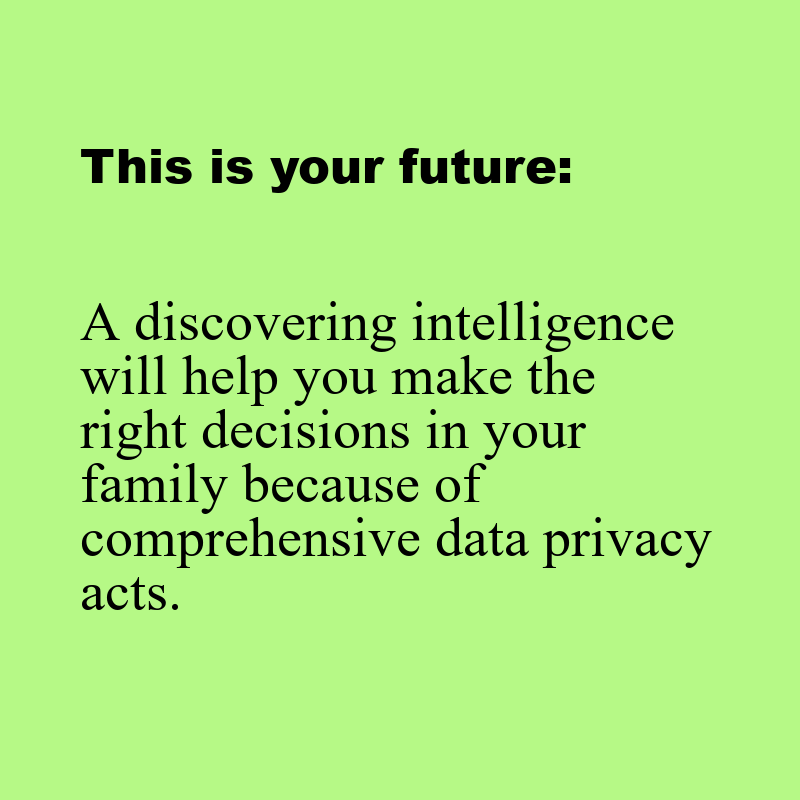 This is your future:
A discovering intelligence
will help you make the
right decisions in your
family because of
comprehensive data privacy
acts.